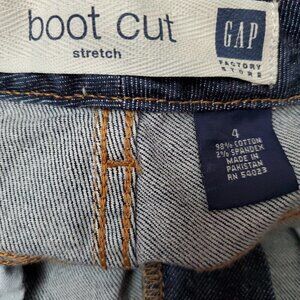 boot cut
stretch
GAP
FACTORY
STORE
4
98% COTTON
2% SPANDEX
MADE IN
PAKISTAN
RN 54023